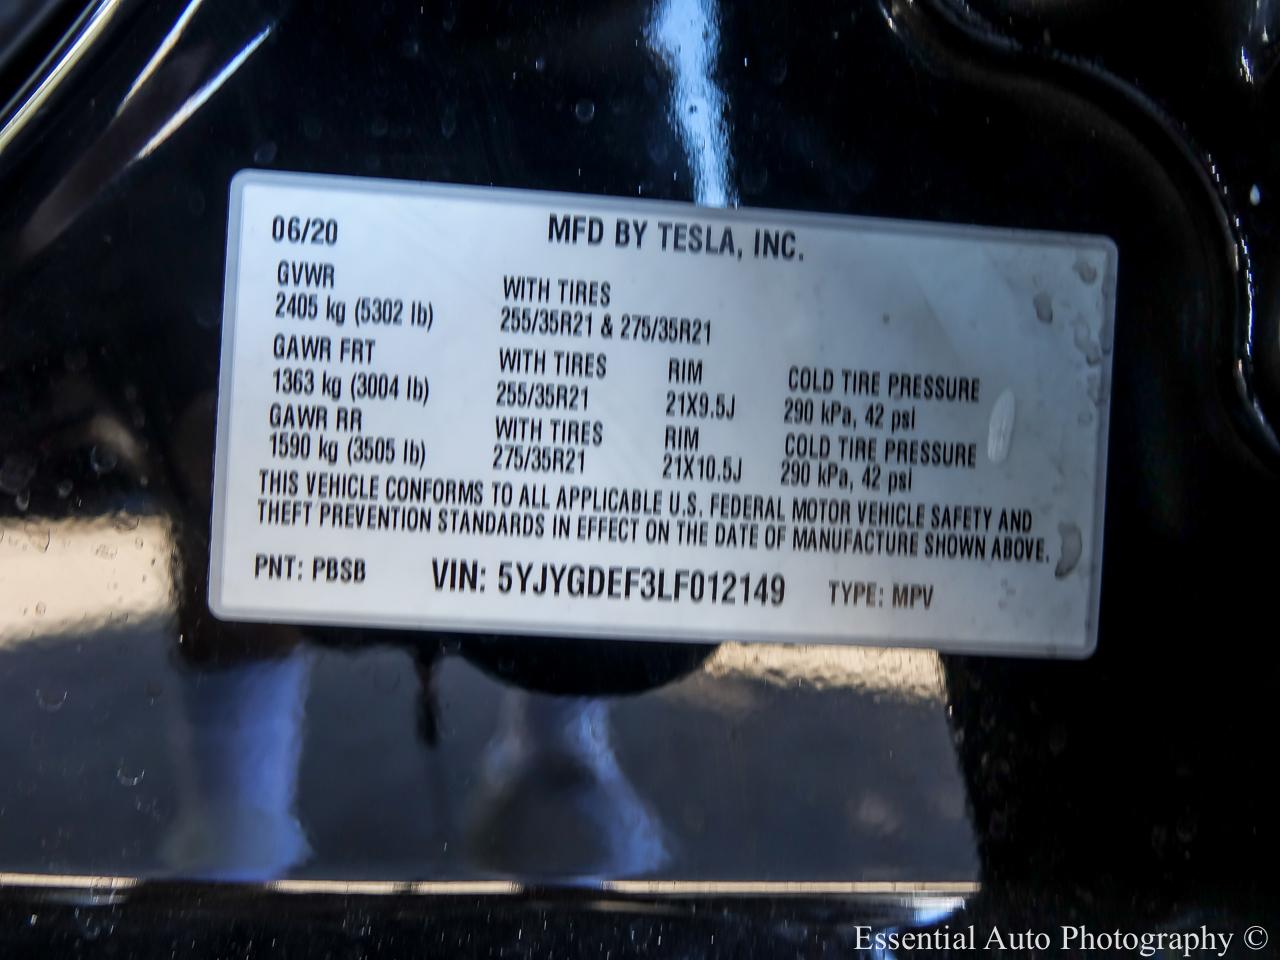 06/20 MFD BY TESLA, INC.
GVWR WITH TIRES
2405 kg (5302 lb) 255/35R21 & 275/35R21
GAWR FRT WITH TIRES RIM COLD TIRE PRESSURE
1363 kg (3004 lb) 255/35R21 21X9.5J 290 kPa, 42 psi
GAWR RR WITH TIRES RIM COLD TIRE PRESSURE
1590 kg (3505 lb) 275/35R21 21X10.5J 290 kPa, 42 psi
THIS VEHICLE CONFORMS TO ALL APPLICABLE U.S. FEDERAL MOTOR VEHICLE SAFETY AND
THEFT PREVENTION STANDARDS IN EFFECT ON THE DATE OF MANUFACTURE SHOWN ABOVE.
PNT: PBSB VIN: 5YJYGDEF3LF012149 TYPE: MPV
Essential Auto Photography ©